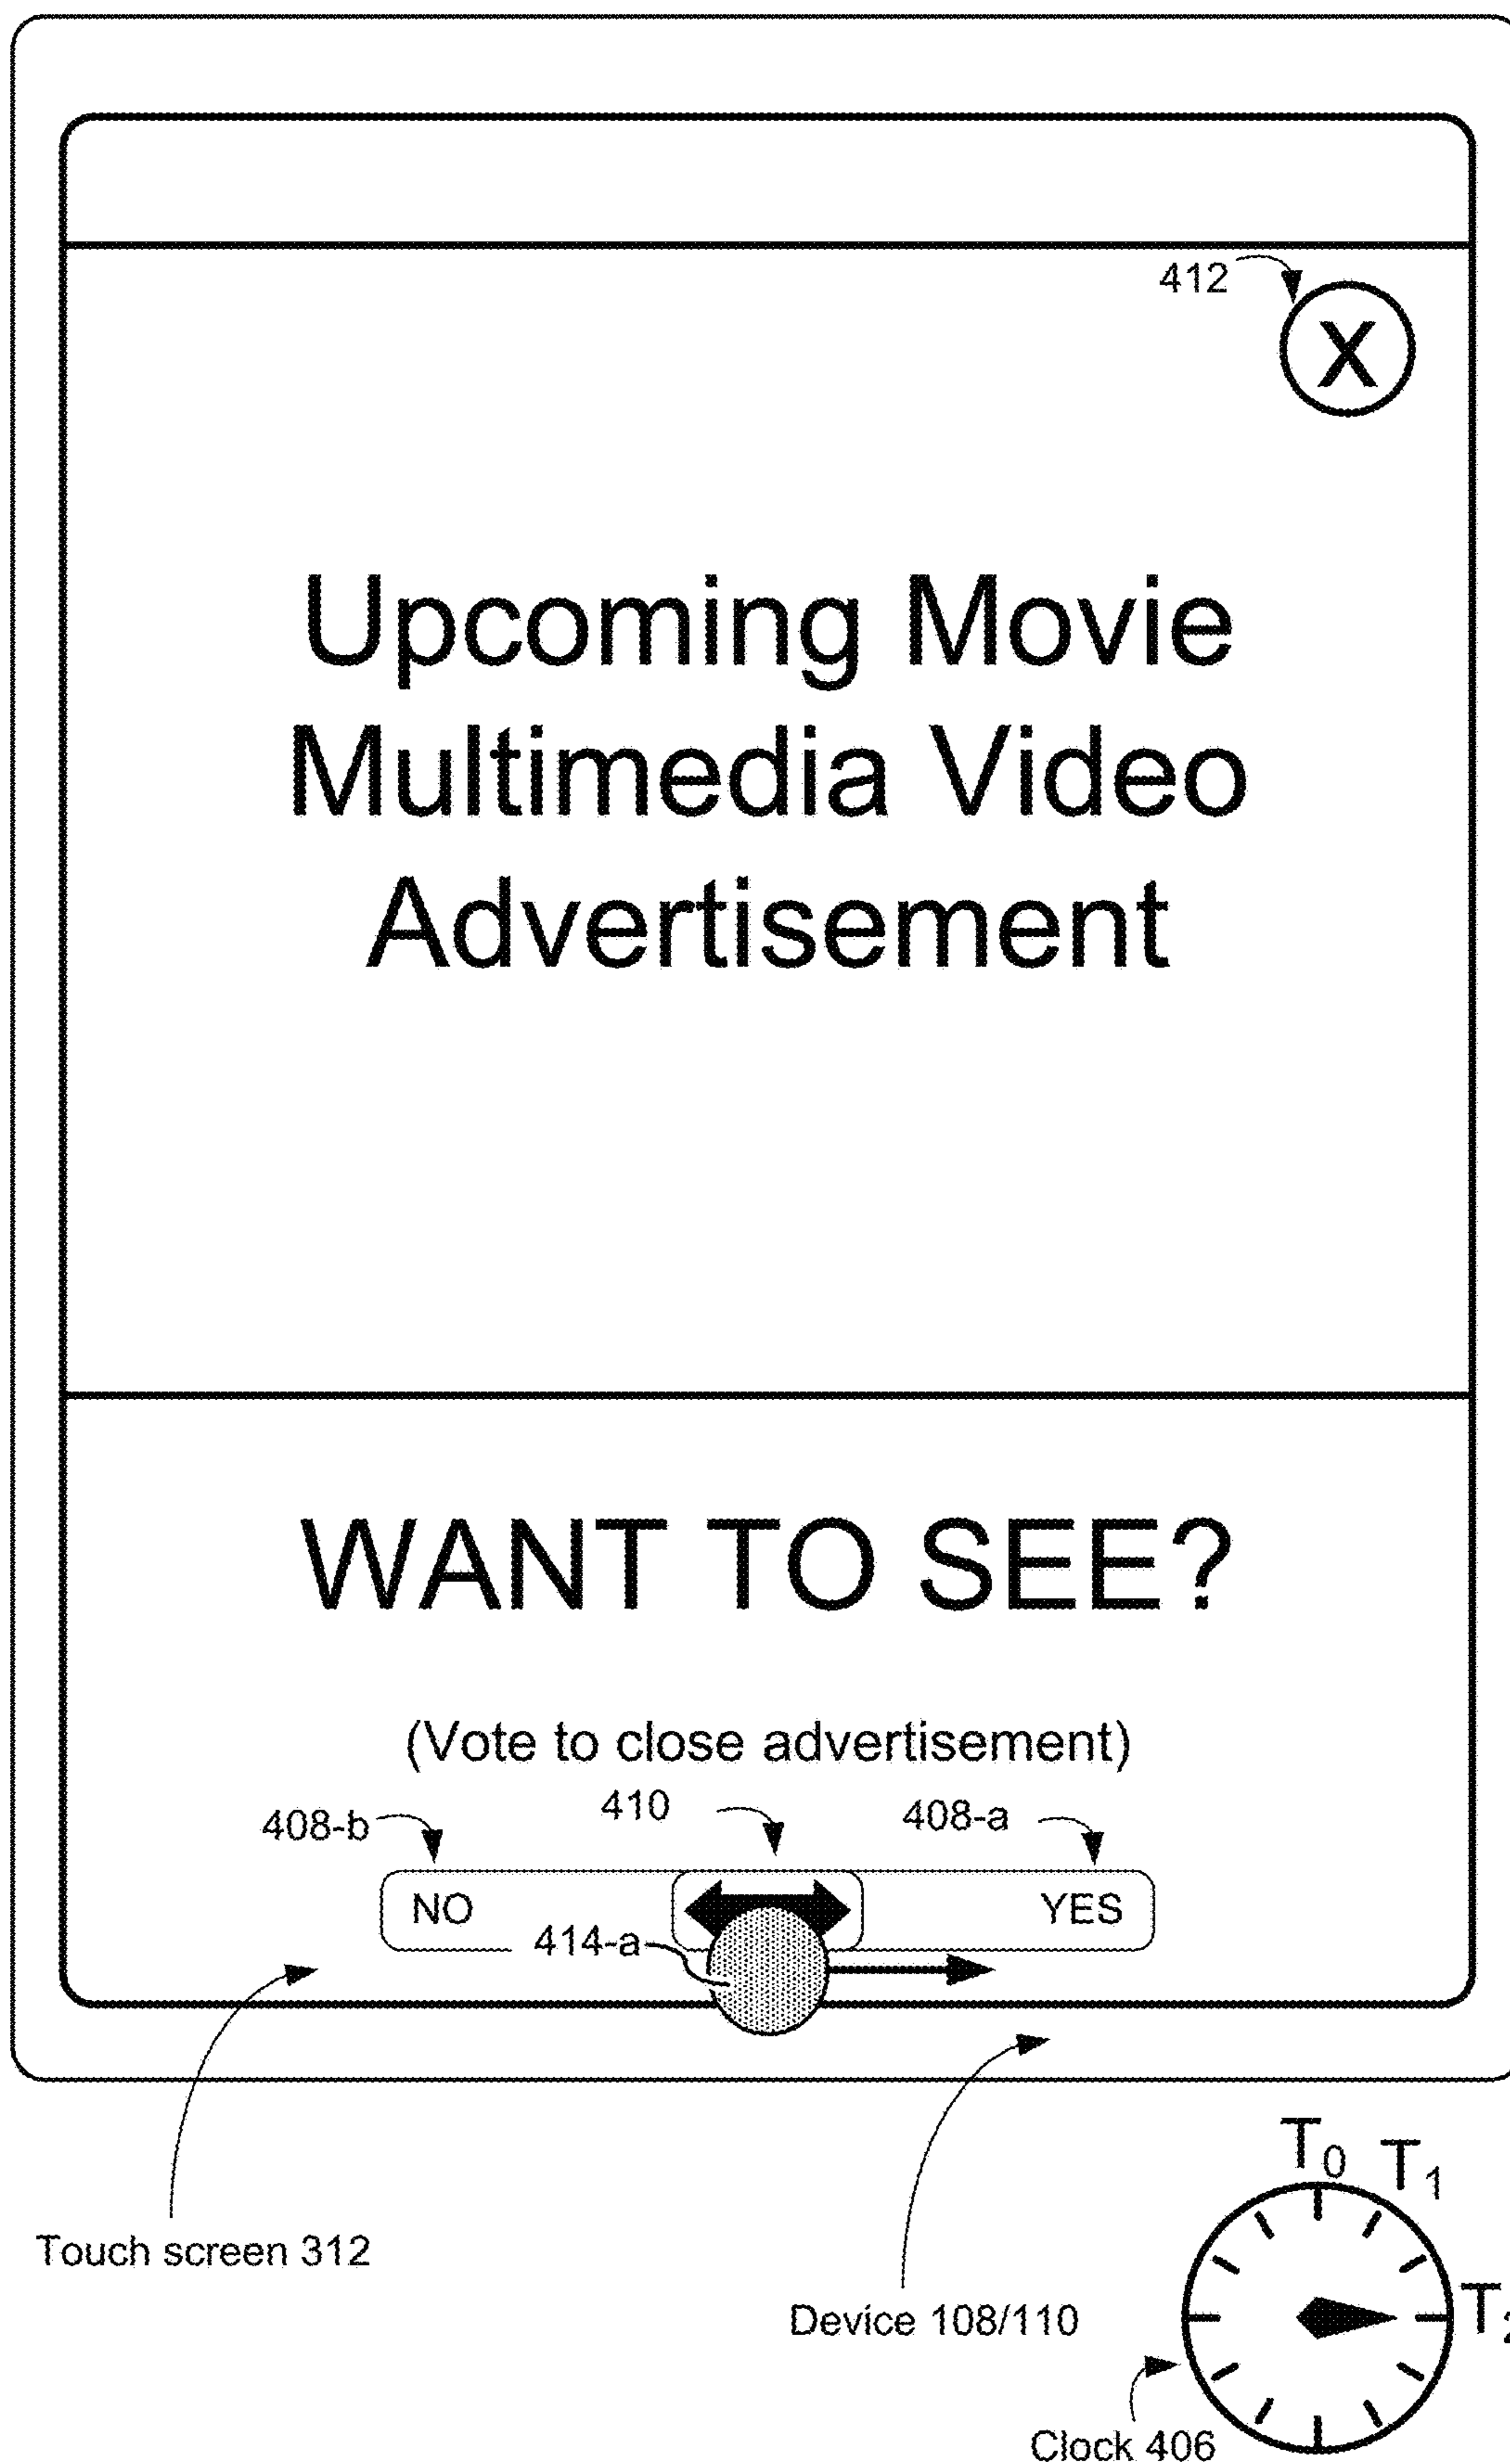 412
X
Upcoming Movie
Multimedia Video
Advertisement
WANT TO SEE?
(Vote to close advertisement)
408-b 410 408-a
NO YES
414-a
T0 T1
Touch screen 312
T2
Device 108/110
Clock 406